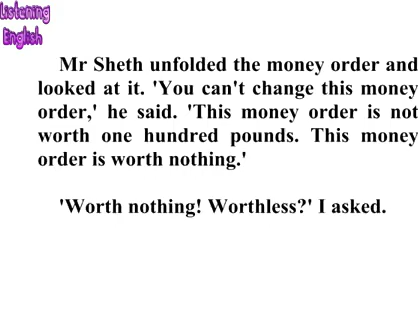 Listening
English
Mr Sheth unfolded the money order and
looked at it. 'You can't change this money
order,' he said. 'This money order is not
worth one hundred pounds. This money
order is worth nothing.'
'Worth nothing! Worthless?' I asked.